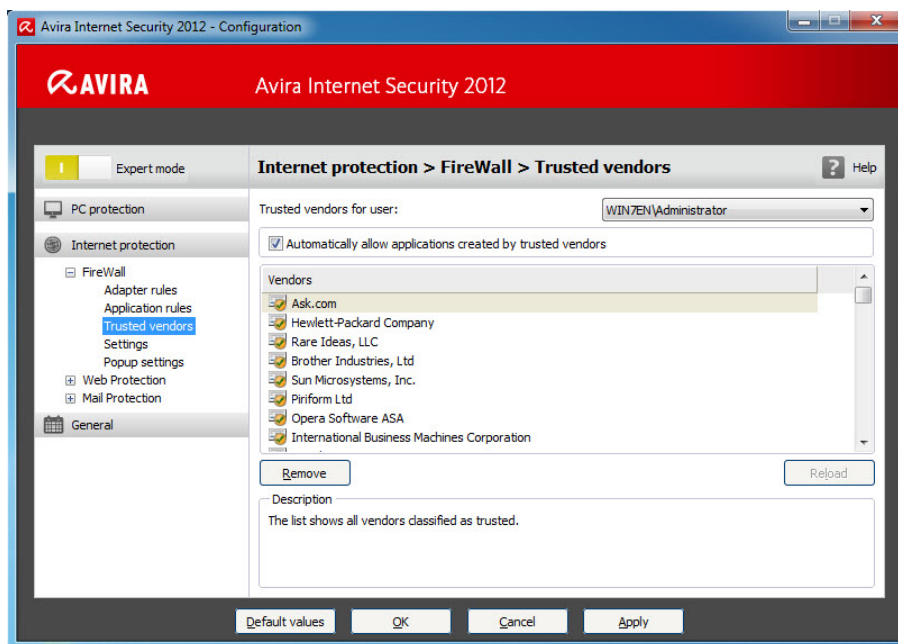 Avira Internet Security 2012 - Configuration
AVIRA
Avira Internet Security 2012
Expert mode
Internet protection > FireWall > Trusted vendors
? Help
PC protection
Internet protection
FireWall
Adapter rules
Application rules
Trusted vendors
Settings
Popup settings
Web Protection
Mail Protection
General
Trusted vendors for user:
WIN7EN\Administrator
Automatically allow applications created by trusted vendors
Vendors
Ask.com
Hewlett-Packard Company
Rare Ideas, LLC
Brother Industries, Ltd
Sun Microsystems, Inc.
Piriform Ltd
Opera Software ASA
International Business Machines Corporation
Remove
Reload
Description
The list shows all vendors classified as trusted.
Default values
OK
Cancel
Apply